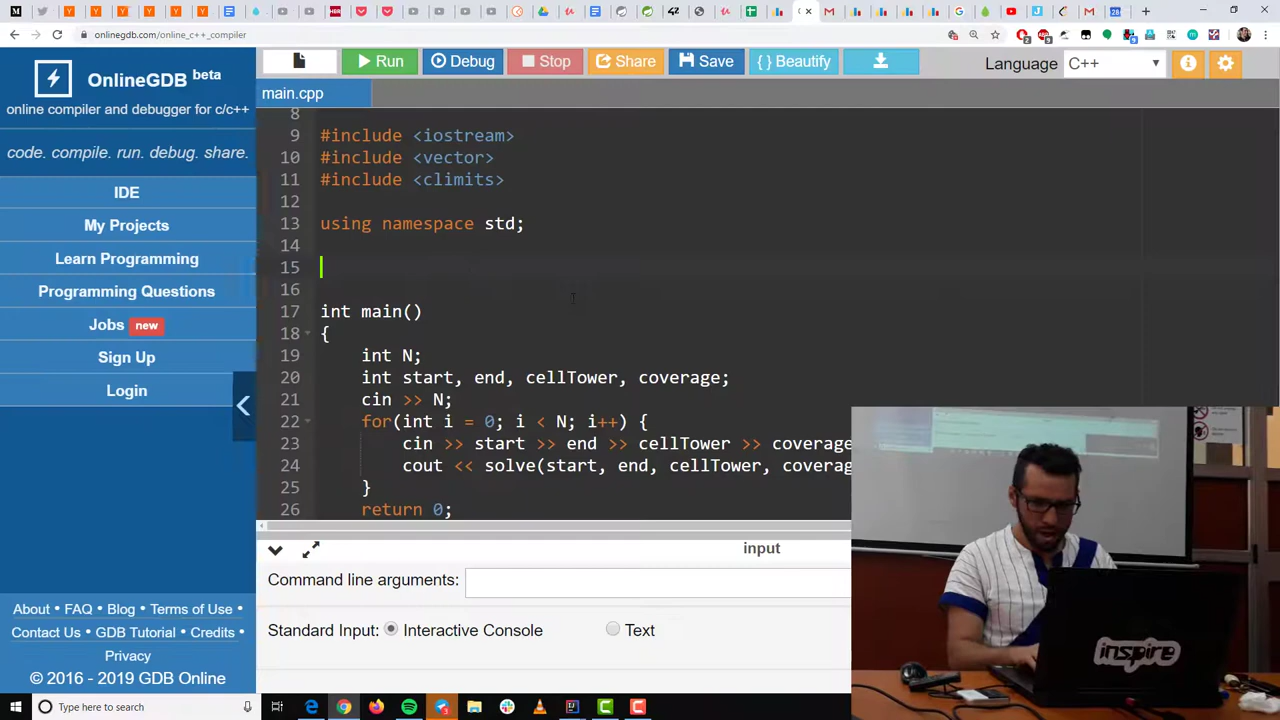 onlinegdb.com/online_c++_compiler
OnlineGDB beta
online compiler and debugger for c/c++
code. compile. run. debug. share.
IDE
My Projects
Learn Programming
Programming Questions
Jobs new
Sign Up
Login
About • FAQ • Blog • Terms of Use •
Contact Us • GDB Tutorial • Credits •
Privacy
© 2016 - 2019 GDB Online
Run
Debug
Stop
Share
Save
{ } Beautify
Language C++
main.cpp
8
9 #include <iostream>
10 #include <vector>
11 #include <climits>
12
13 using namespace std;
14
15
16
17 int main()
18 {
19 int N;
20 int start, end, cellTower, coverage;
21 cin >> N;
22 for(int i = 0; i < N; i++) {
23 cin >> start >> end >> cellTower >> coverage
24 cout << solve(start, end, cellTower, covera
25 }
26 return 0;
input
Command line arguments:
Standard Input: Interactive Console Text
inspire
Type here to search